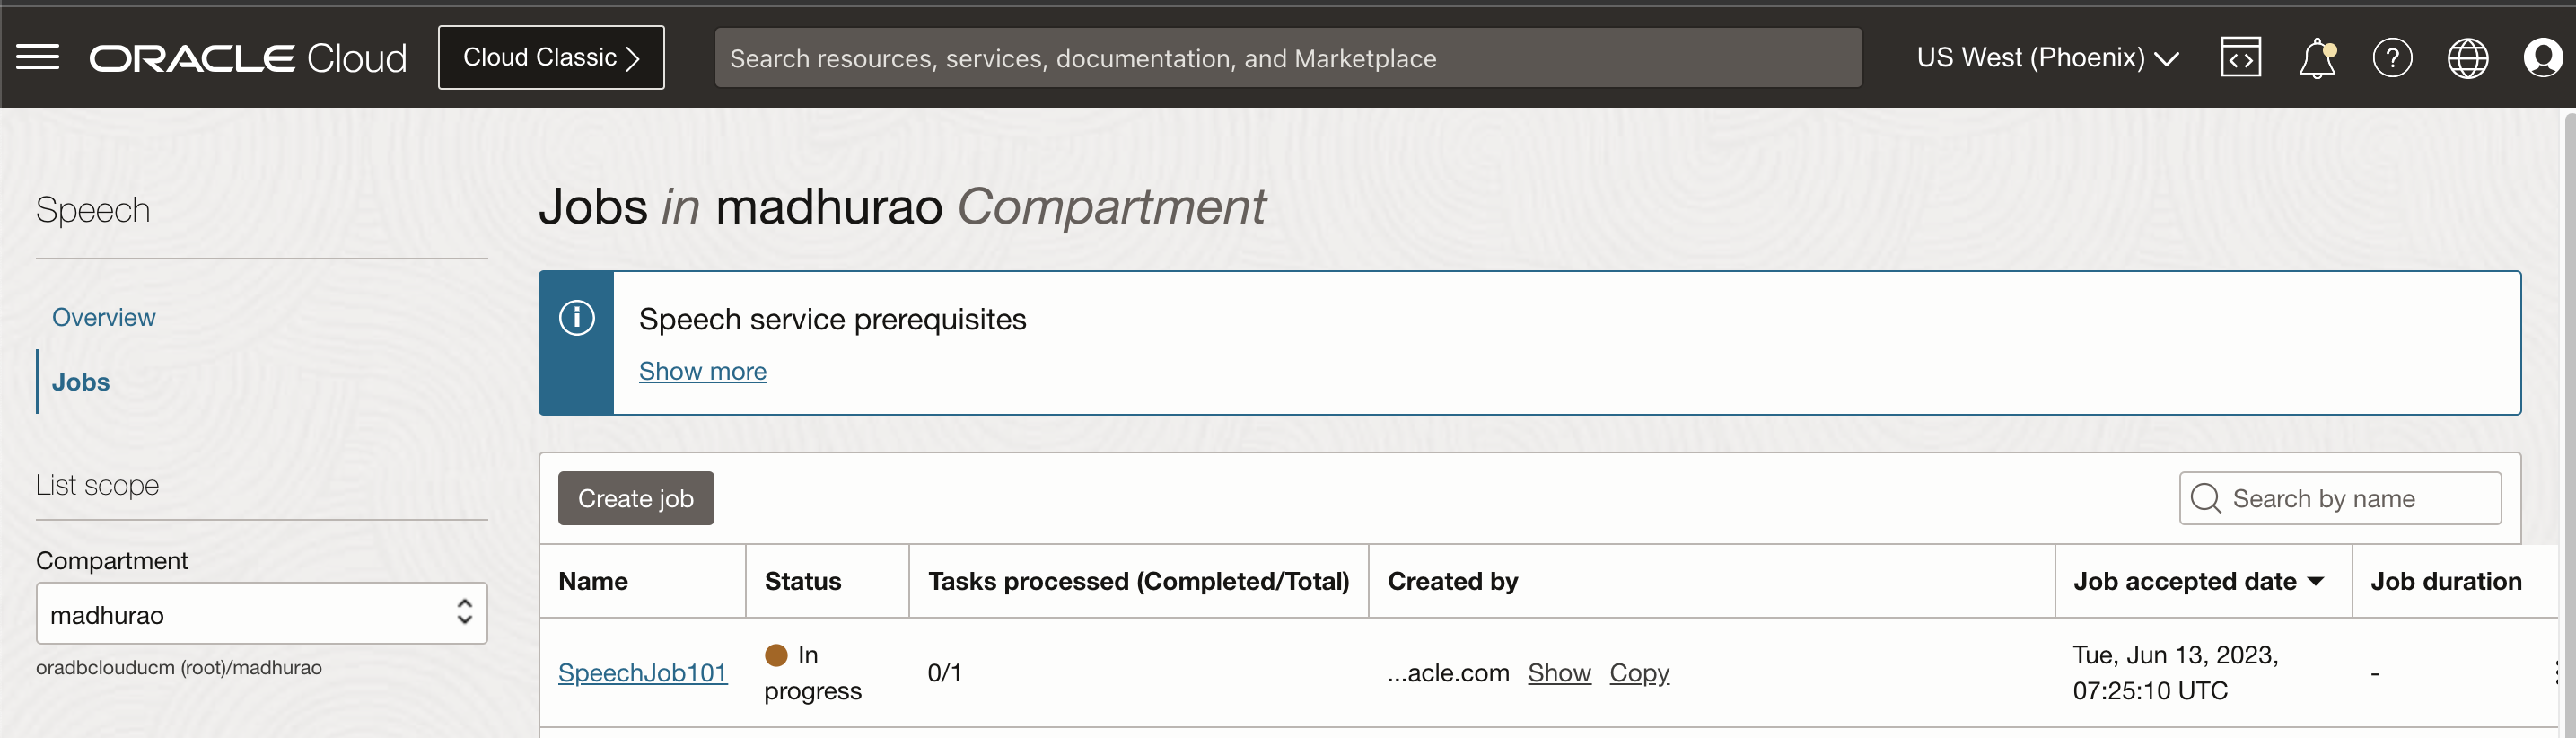 ORACLE Cloud
Cloud Classic
Search resources, services, documentation, and Marketplace
US West (Phoenix)
Speech
Overview
Jobs
List scope
Compartment
madhurao
oradbclouducm (root)/madhurao
Jobs in madhurao Compartment
Speech service prerequisites
Show more
Create job
Search by name
Name Status Tasks processed (Completed/Total) Created by Job accepted date Job duration
SpeechJob101 In progress 0/1 ...acle.com Show Copy Tue, Jun 13, 2023, 07:25:10 UTC -